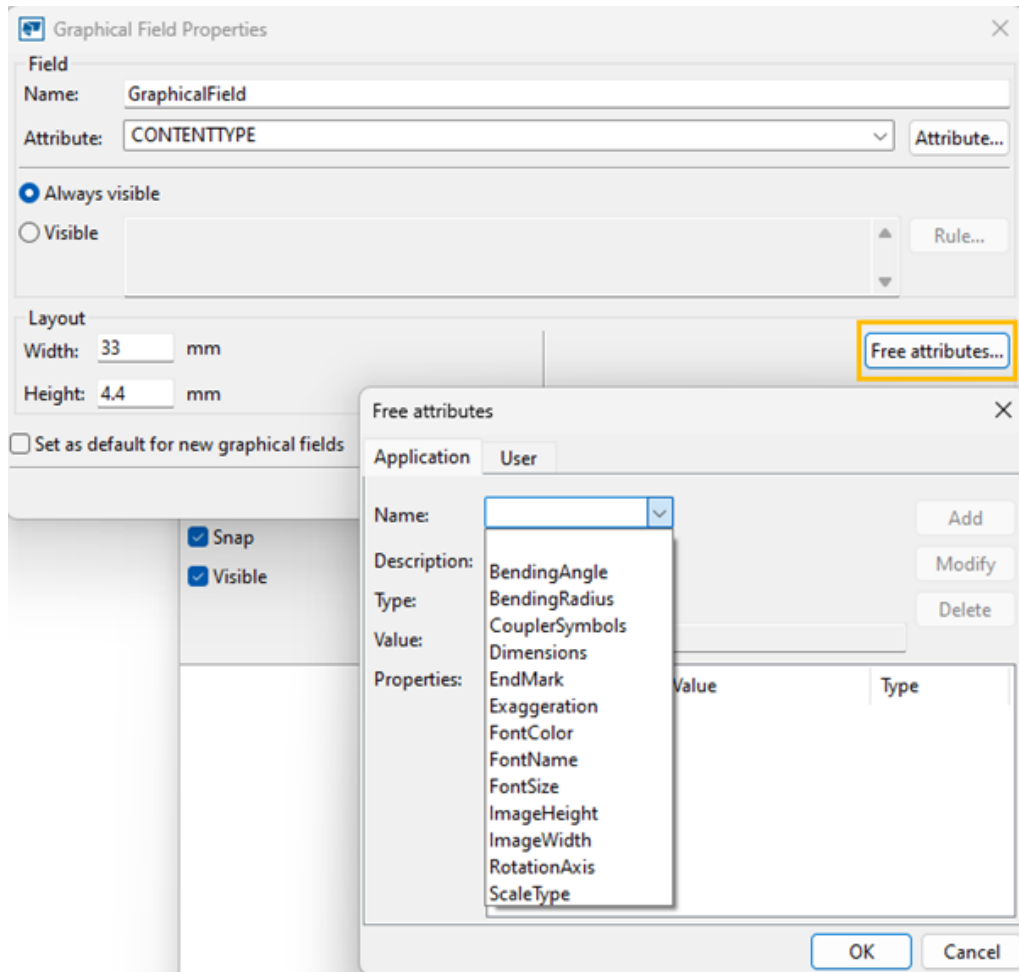 Graphical Field Properties
Field
Name: GraphicalField
Attribute: CONTENTTYPE Attribute...
Always visible
Visible Rule...
Layout
Width: 33 mm Free attributes...
Height: 4.4 mm
Set as default for new graphical fields
Free attributes
Application User
Name: Add
Description: Modify
Type: Delete
Value:
Properties: Value Type
BendingAngle
BendingRadius
CouplerSymbols
Dimensions
EndMark
Exaggeration
FontColor
FontName
FontSize
ImageHeight
ImageWidth
RotationAxis
ScaleType
Snap
Visible
OK Cancel